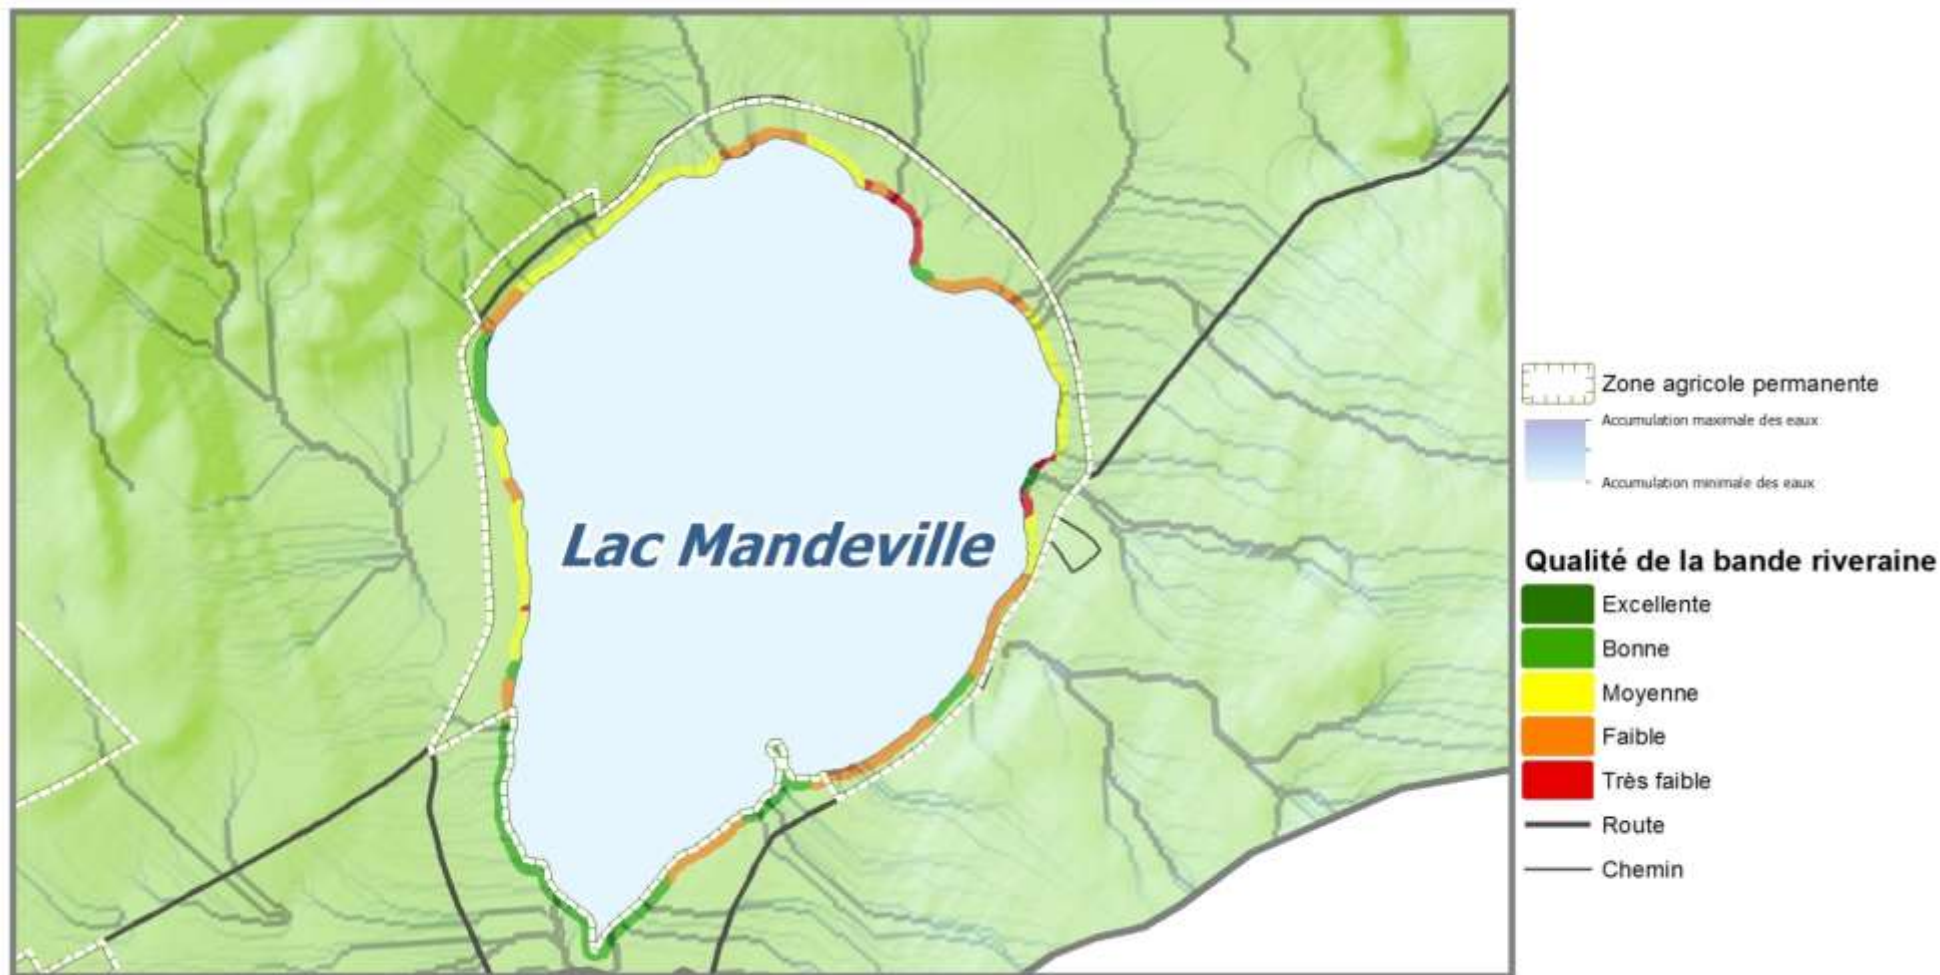 Lac Mandeville
Zone agricole permanente
Accumulation maximale des eaux
Accumulation minimale des eaux
Qualité de la bande riveraine
Excellente
Bonne
Moyenne
Faible
Très faible
Route
Chemin